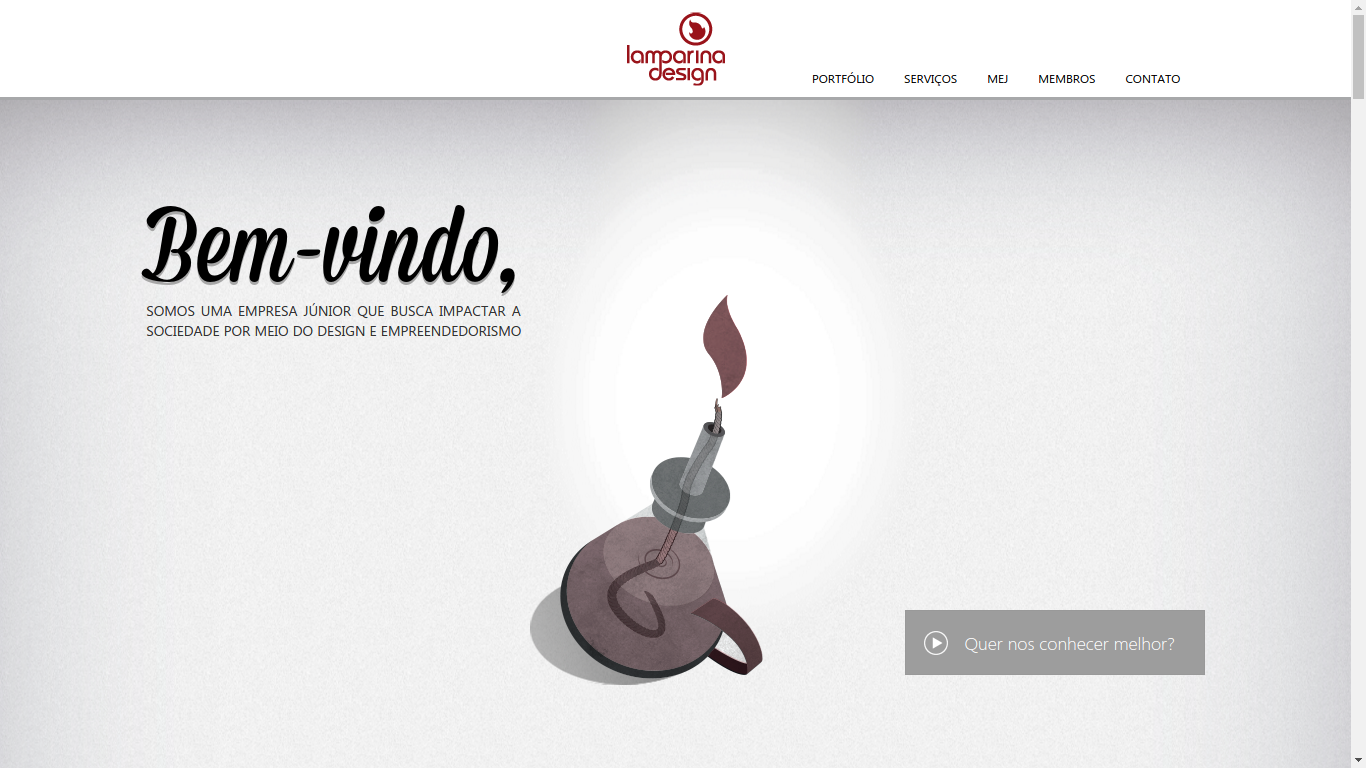 lamparina
design
PORTFÓLIO SERVIÇOS MEJ MEMBROS CONTATO
Bem-vindo,
SOMOS UMA EMPRESA JÚNIOR QUE BUSCA IMPACTAR A
SOCIEDADE POR MEIO DO DESIGN E EMPREENDEDORISMO
Quer nos conhecer melhor?